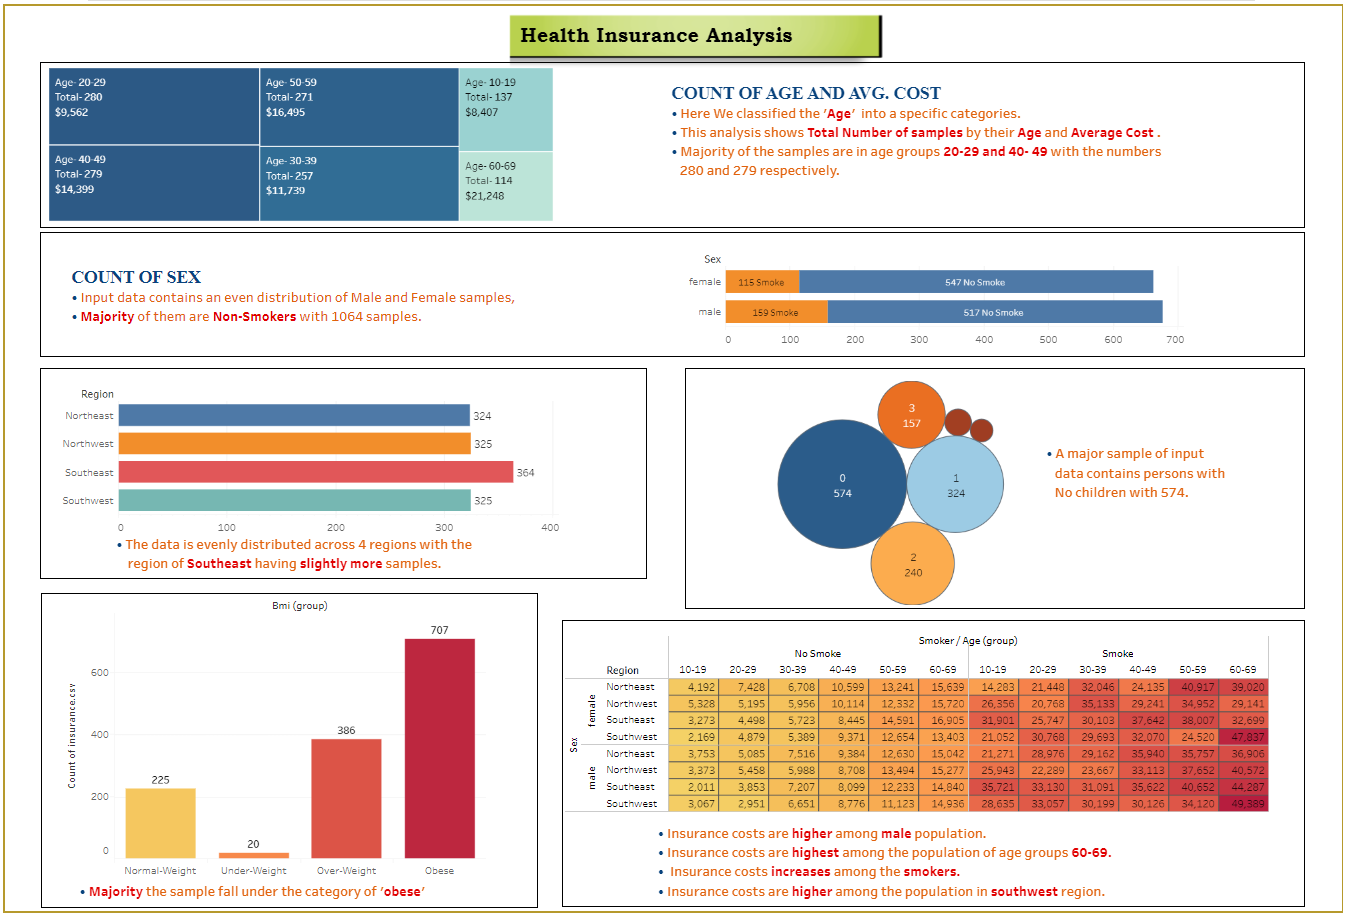 Health Insurance Analysis
Age- 20-29
Total- 280
$9,562
Age- 50-59
Total- 271
$16,495
Age- 10-19
Total- 137
$8,407
Age- 40-49
Total- 279
$14,399
Age- 30-39
Total- 257
$11,739
Age- 60-69
Total- 114
$21,248
COUNT OF AGE AND AVG. COST
• Here We classified the 'Age' into a specific categories.
• This analysis shows Total Number of samples by their Age and Average Cost .
• Majority of the samples are in age groups 20-29 and 40- 49 with the numbers
280 and 279 respectively.
COUNT OF SEX
• Input data contains an even distribution of Male and Female samples,
• Majority of them are Non-Smokers with 1064 samples.
Sex
female 115 Smoke 547 No Smoke
male 159 Smoke 517 No Smoke
0 100 200 300 400 500 600 700
Region
Northeast 324
Northwest 325
Southeast 364
Southwest 325
0 100 200 300 400
• The data is evenly distributed across 4 regions with the
region of Southeast having slightly more samples.
3
157
0
574
1
324
2
240
• A major sample of input
data contains persons with
No children with 574.
Bmi (group)
Count of insurance.csv
600
400
200
0
225
20
386
707
Normal-Weight Under-Weight Over-Weight Obese
• Majority the sample fall under the category of 'obese'
Smoker / Age (group)
No Smoke Smoke
Region 10-19 20-29 30-39 40-49 50-59 60-69 10-19 20-29 30-39 40-49 50-59 60-69
Sex
female
Northeast 4,192 7,428 6,708 10,599 13,241 15,639 14,283 21,448 32,046 24,135 40,917 39,020
Northwest 5,328 5,195 5,956 10,114 12,332 15,720 26,356 20,768 35,133 29,241 34,952 29,141
Southeast 3,273 4,498 5,723 8,445 14,591 16,905 31,901 25,747 30,103 37,642 38,007 32,699
Southwest 2,169 4,879 5,389 9,371 12,654 13,403 21,052 30,768 29,693 32,070 24,520 47,837
male
Northeast 3,753 5,085 7,516 9,384 12,630 15,042 21,271 28,976 29,162 35,940 35,757 36,906
Northwest 3,373 5,458 5,988 8,708 13,494 15,277 25,943 22,289 23,667 33,113 37,652 40,572
Southeast 2,011 3,853 7,207 8,099 12,233 14,840 35,721 33,130 31,091 35,622 40,652 44,287
Southwest 3,067 2,951 6,651 8,776 11,123 14,936 28,635 33,057 30,199 30,126 34,120 49,389
• Insurance costs are higher among male population.
• Insurance costs are highest among the population of age groups 60-69.
• Insurance costs increases among the smokers.
• Insurance costs are higher among the population in southwest region.